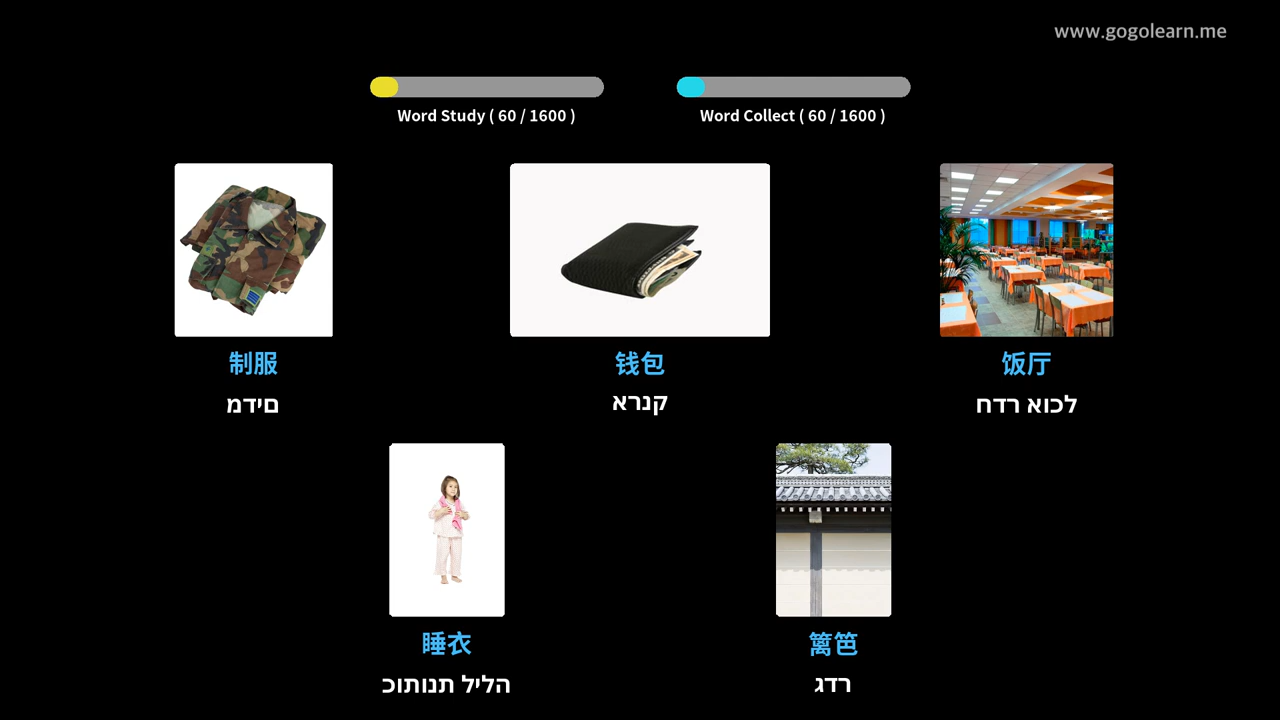 www.gogolearn.me
Word Study ( 60 / 1600 )
Word Collect ( 60 / 1600 )
制服
钱包
饭厅
םידמ
קנרא
לכוא רדח
睡衣
篱笆
הליל תנותוכ
רדג